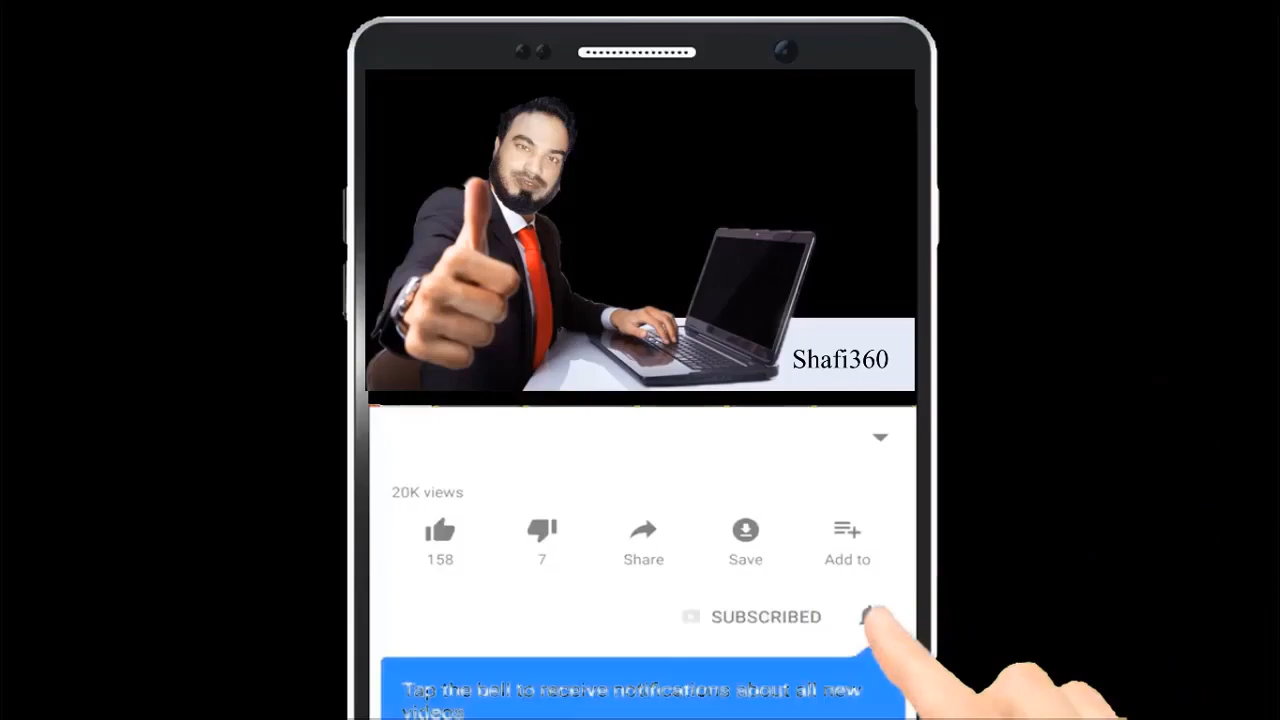 Shafi360
20K views
158
7
Share
Save
Add to
SUBSCRIBED
Tap the bell to receive notifications about all new
videos